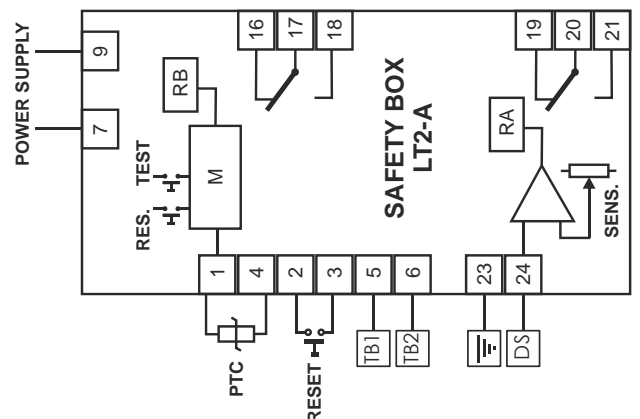 POWER SUPPLY
9
7
16
17
18
19
20
21
RB
RA
M
TEST
RES.
SAFETY BOX
LT2-A
SENS.
1
4
2
3
5
6
23
24
PTC
RESET
TB1
TB2
DS